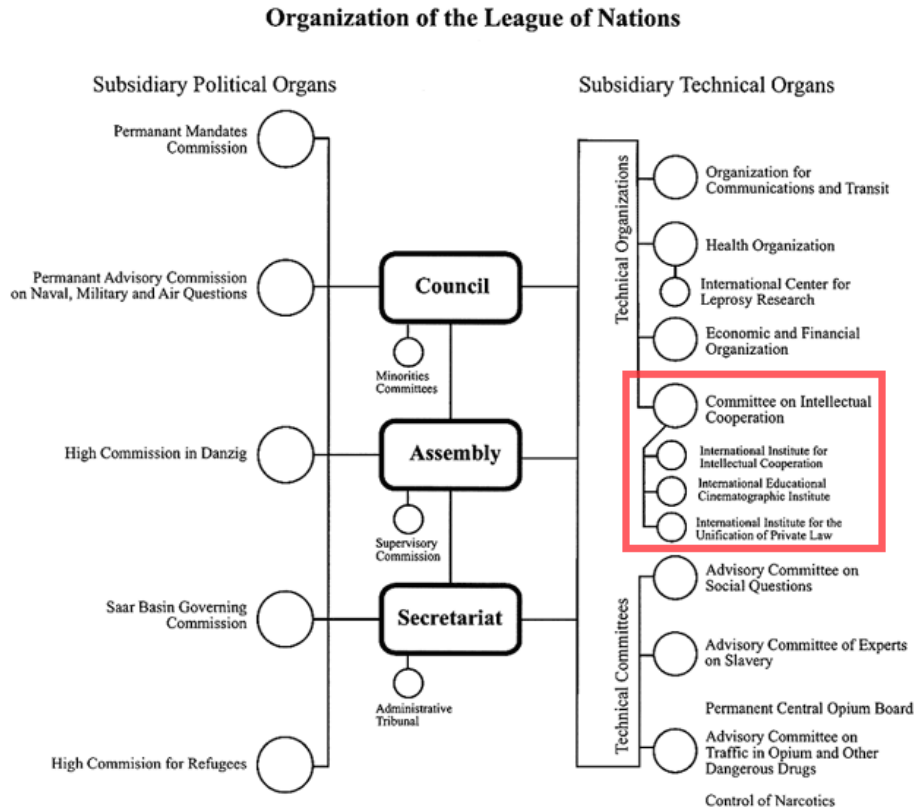 Organization of the League of Nations
Subsidiary Political Organs
Permanant Mandates
Commission
Permanant Advisory Commission
on Naval, Military and Air Questions
High Commission in Danzig
Saar Basin Governing
Commission
High Commision for Refugees
Council
Minorities
Committees
Assembly
Supervisory
Commission
Secretariat
Administrative
Tribunal
Subsidiary Technical Organs
Technical Organizations
Organization for
Communications and Transit
Health Organization
International Center for
Leprosy Research
Economic and Financial
Organization
Committee on Intellectual
Cooperation
International Institute for
Intellectual Cooperation
International Educational
Cinematographic Institute
International Institute for the
Unification of Private Law
Technical Committees
Advisory Committee on
Social Questions
Advisory Committee of Experts
on Slavery
Permanent Central Opium Board
Advisory Committee on
Traffic in Opium and Other
Dangerous Drugs
Control of Narcotics